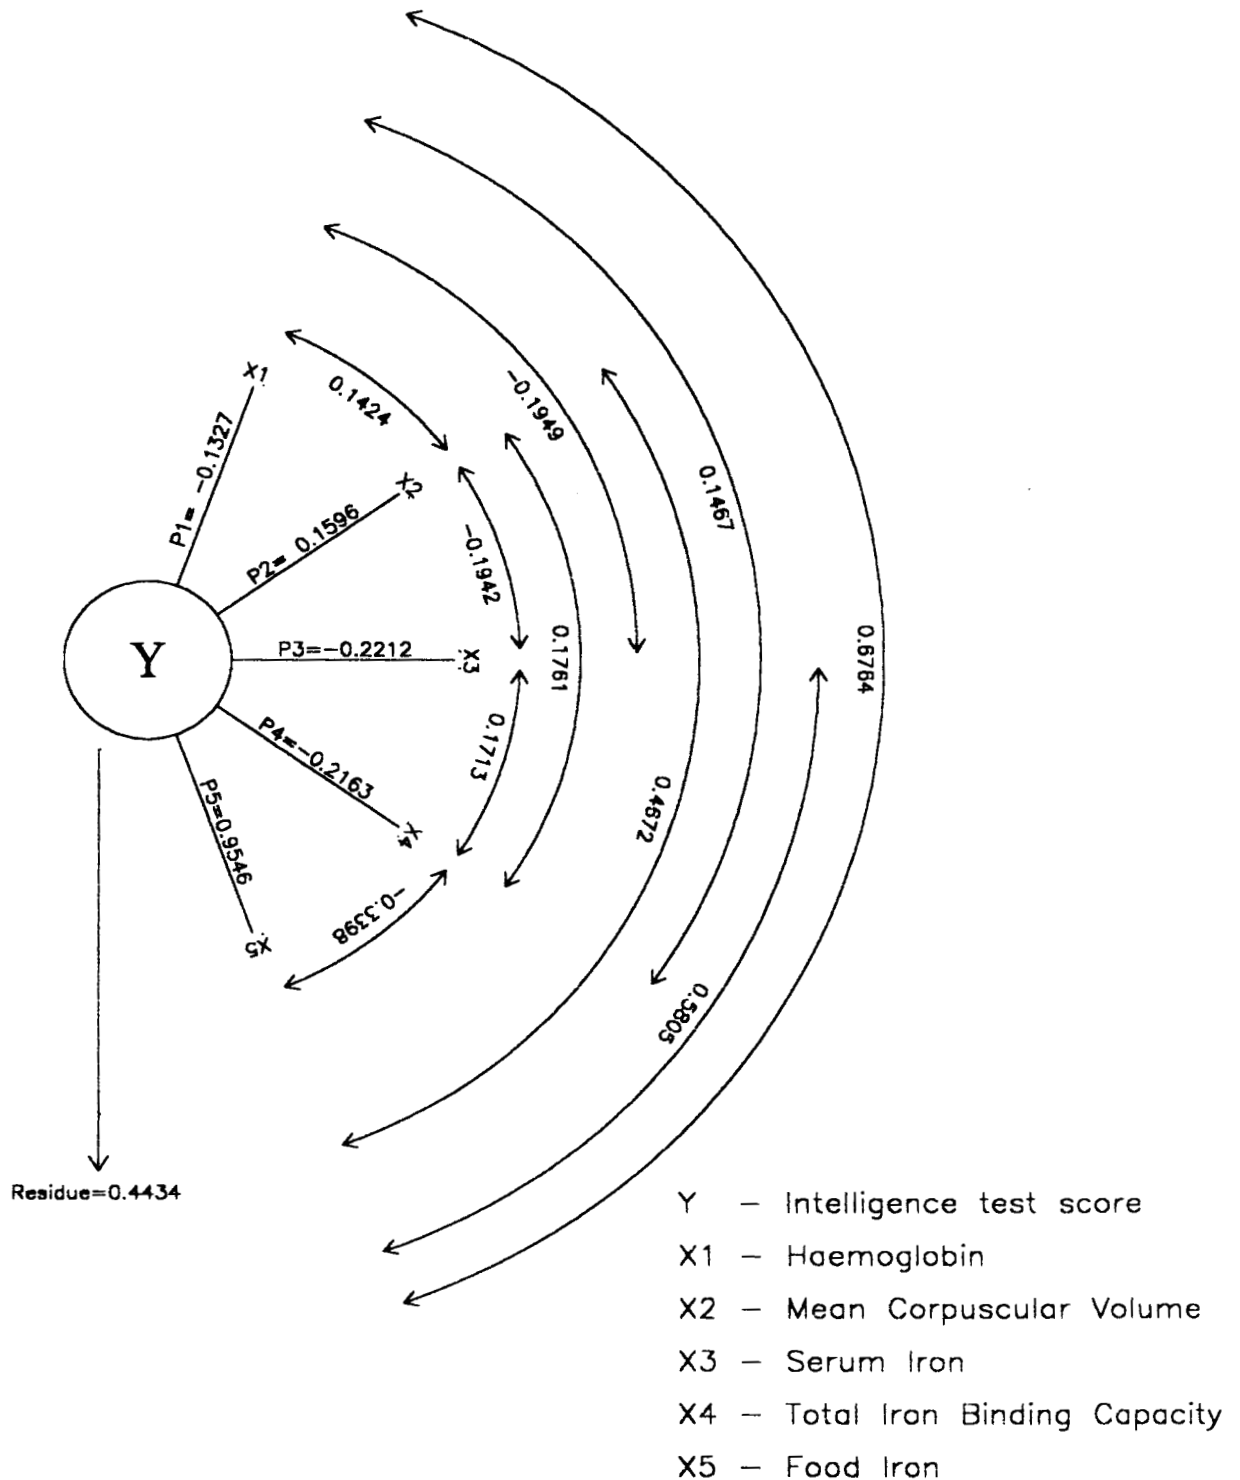 X1
P1= -0.1327
0.1424
X2
P2= 0.1596
-0.1942
-0.1949
0.1467
Y
P3=-0.2212
X3
0.1761
0.6764
P4=-0.2163
X4
0.1713
0.4672
P5=0.9546
X5
-0.3398
0.5805
Residue=0.4434
Y - Intelligence test score
X1 - Haemoglobin
X2 - Mean Corpuscular Volume
X3 - Serum Iron
X4 - Total Iron Binding Capacity
X5 - Food Iron